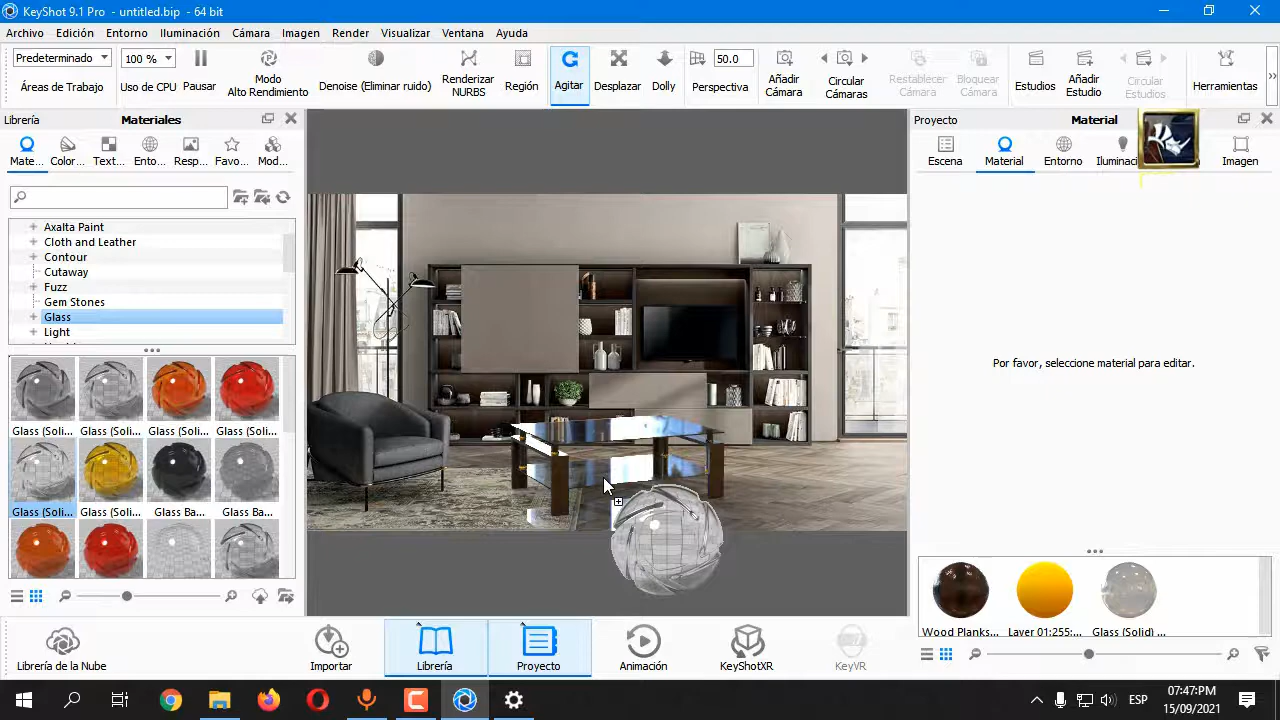 KeyShot 9.1 Pro - untitled.bip - 64 bit
Archivo Edición Entorno Iluminación Cámara Imagen Render Visualizar Ventana Ayuda
Predeterminado 100 % 50.0
Áreas de Trabajo Uso de CPU Pausar Modo Alto Rendimiento Denoise (Eliminar ruido) Renderizar NURBS Región Agitar Desplazar Dolly Perspectiva Añadir Cámara Circular Cámaras Restablecer Cámara Bloquear Cámara Estudios Añadir Estudio Circular Estudios Herramientas
Librería Materiales
Mate... Color... Text... Ento... Resp... Favo... Mod...
Axalta Paint
Cloth and Leather
Contour
Cutaway
Fuzz
Gem Stones
Glass
Light
Glass (Soli... Glass (Soli... Glass (Soli... Glass (Soli...
Glass (Soli... Glass (Soli... Glass Ba... Glass Ba...
Proyecto Material
Escena Material Entorno Iluminaci Imagen
Por favor, seleccione material para editar.
Wood Planks... Layer 01:255:... Glass (Solid) ...
Librería de la Nube Importar Librería Proyecto Animación KeyShotXR KeyVR
ESP
07:47:PM
15/09/2021